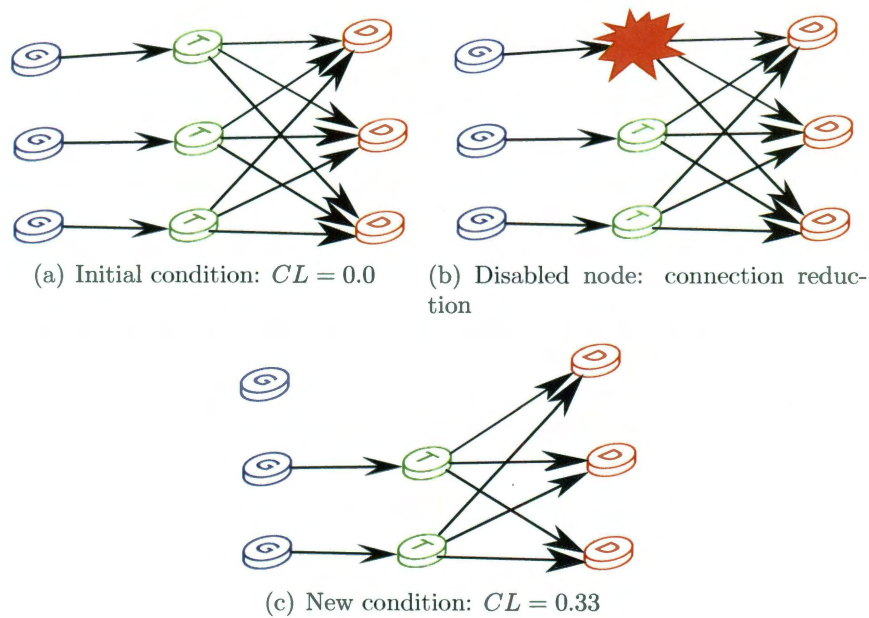 G T D
G T D
G T D
(a) Initial condition: CL = 0.0
G D
G T D
G T D
(b) Disabled node: connection reduc-
tion
G D
G T D
G T D
(c) New condition: CL = 0.33